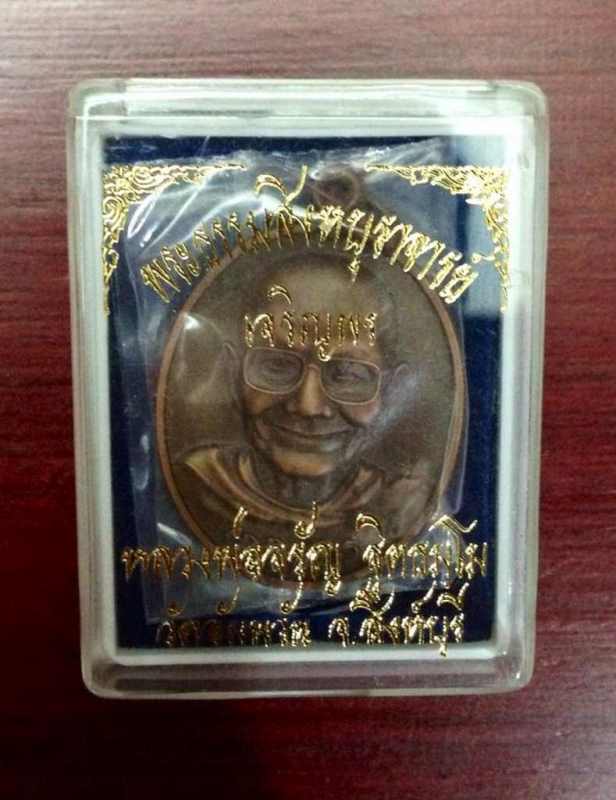 พระธรรมสิงหบุราจารย์
เจริญพร
หลวงพ่อจรัญ ฐิตธมฺโม
วัดอัมพวัน จ.สิงห์บุรี